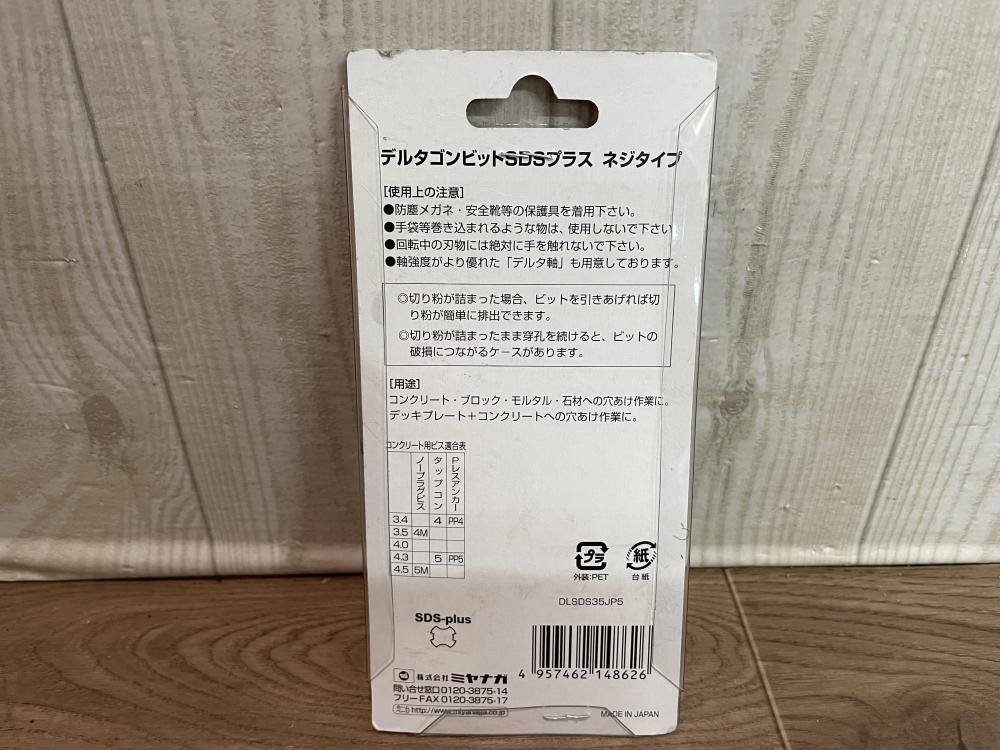 デルタゴンビットSDSプラス ネジタイプ
[使用上の注意]
●防塵メガネ・安全靴等の保護具を着用下さい。
●手袋等巻き込まれるような物は、使用しないで下さい
●回転中の刃物には絶対に手を触れないで下さい。
●軸強度がより優れた「デルタ軸」も用意しております。
◎切り粉が詰まった場合、ビットを引きあげれば切
り粉が簡単に排出できます。
◎切り粉が詰まったまま穿孔を続けると、ビットの
破損につながるケースがあります。
[用途]
コンクリート・ブロック・モルタル・石材への穴あけ作業に。
デッキプレート+コンクリートへの穴あけ作業に。
コンクリート用ビス適合表
ノープラグビス タップコン Pレスアンカー
3.4 4 PP4
3.5 4M
4.0
4.3 5 PP5
4.5 5M
プラ
外装:PET
紙
台紙
DLSDS35JP5
SDS-plus
4 957462 148626
株式会社 ミヤナガ
問い合せ窓口0120-3875-14
フリーFAX0120-3875-17
http://www.miyanaga.co.jp
MADE IN JAPAN